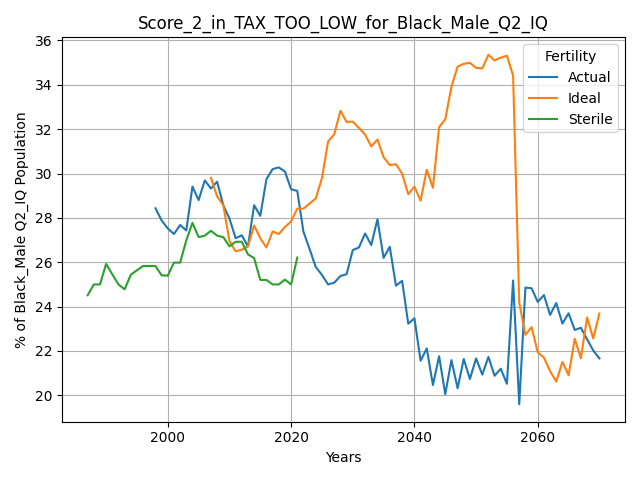 Score_2_in_TAX_TOO_LOW_for_Black_Male_Q2_IQ
% of Black_Male Q2_IQ Population
36
34
32
30
28
26
24
22
20
Fertility
Actual
Ideal
Sterile
2000
2020
2040
2060
Years